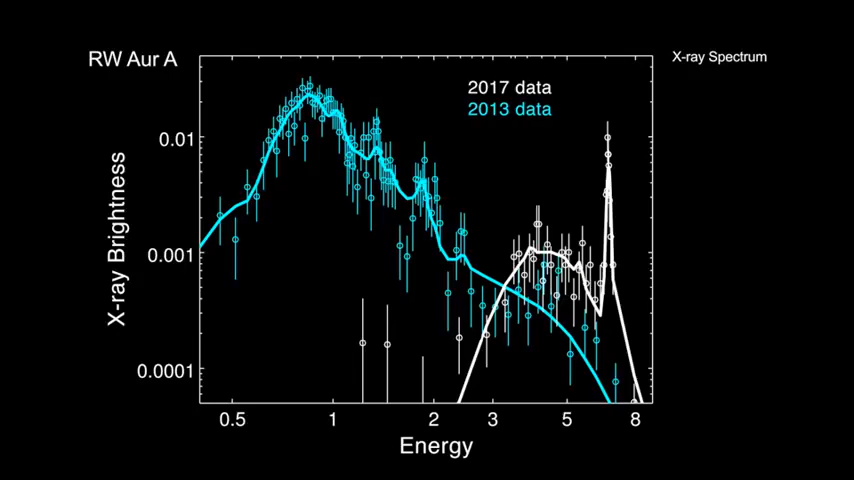 RW Aur A
X-ray Spectrum
2017 data
2013 data
0.01
0.001
0.0001
X-ray Brightness
0.5 1 2 3 5 8
Energy